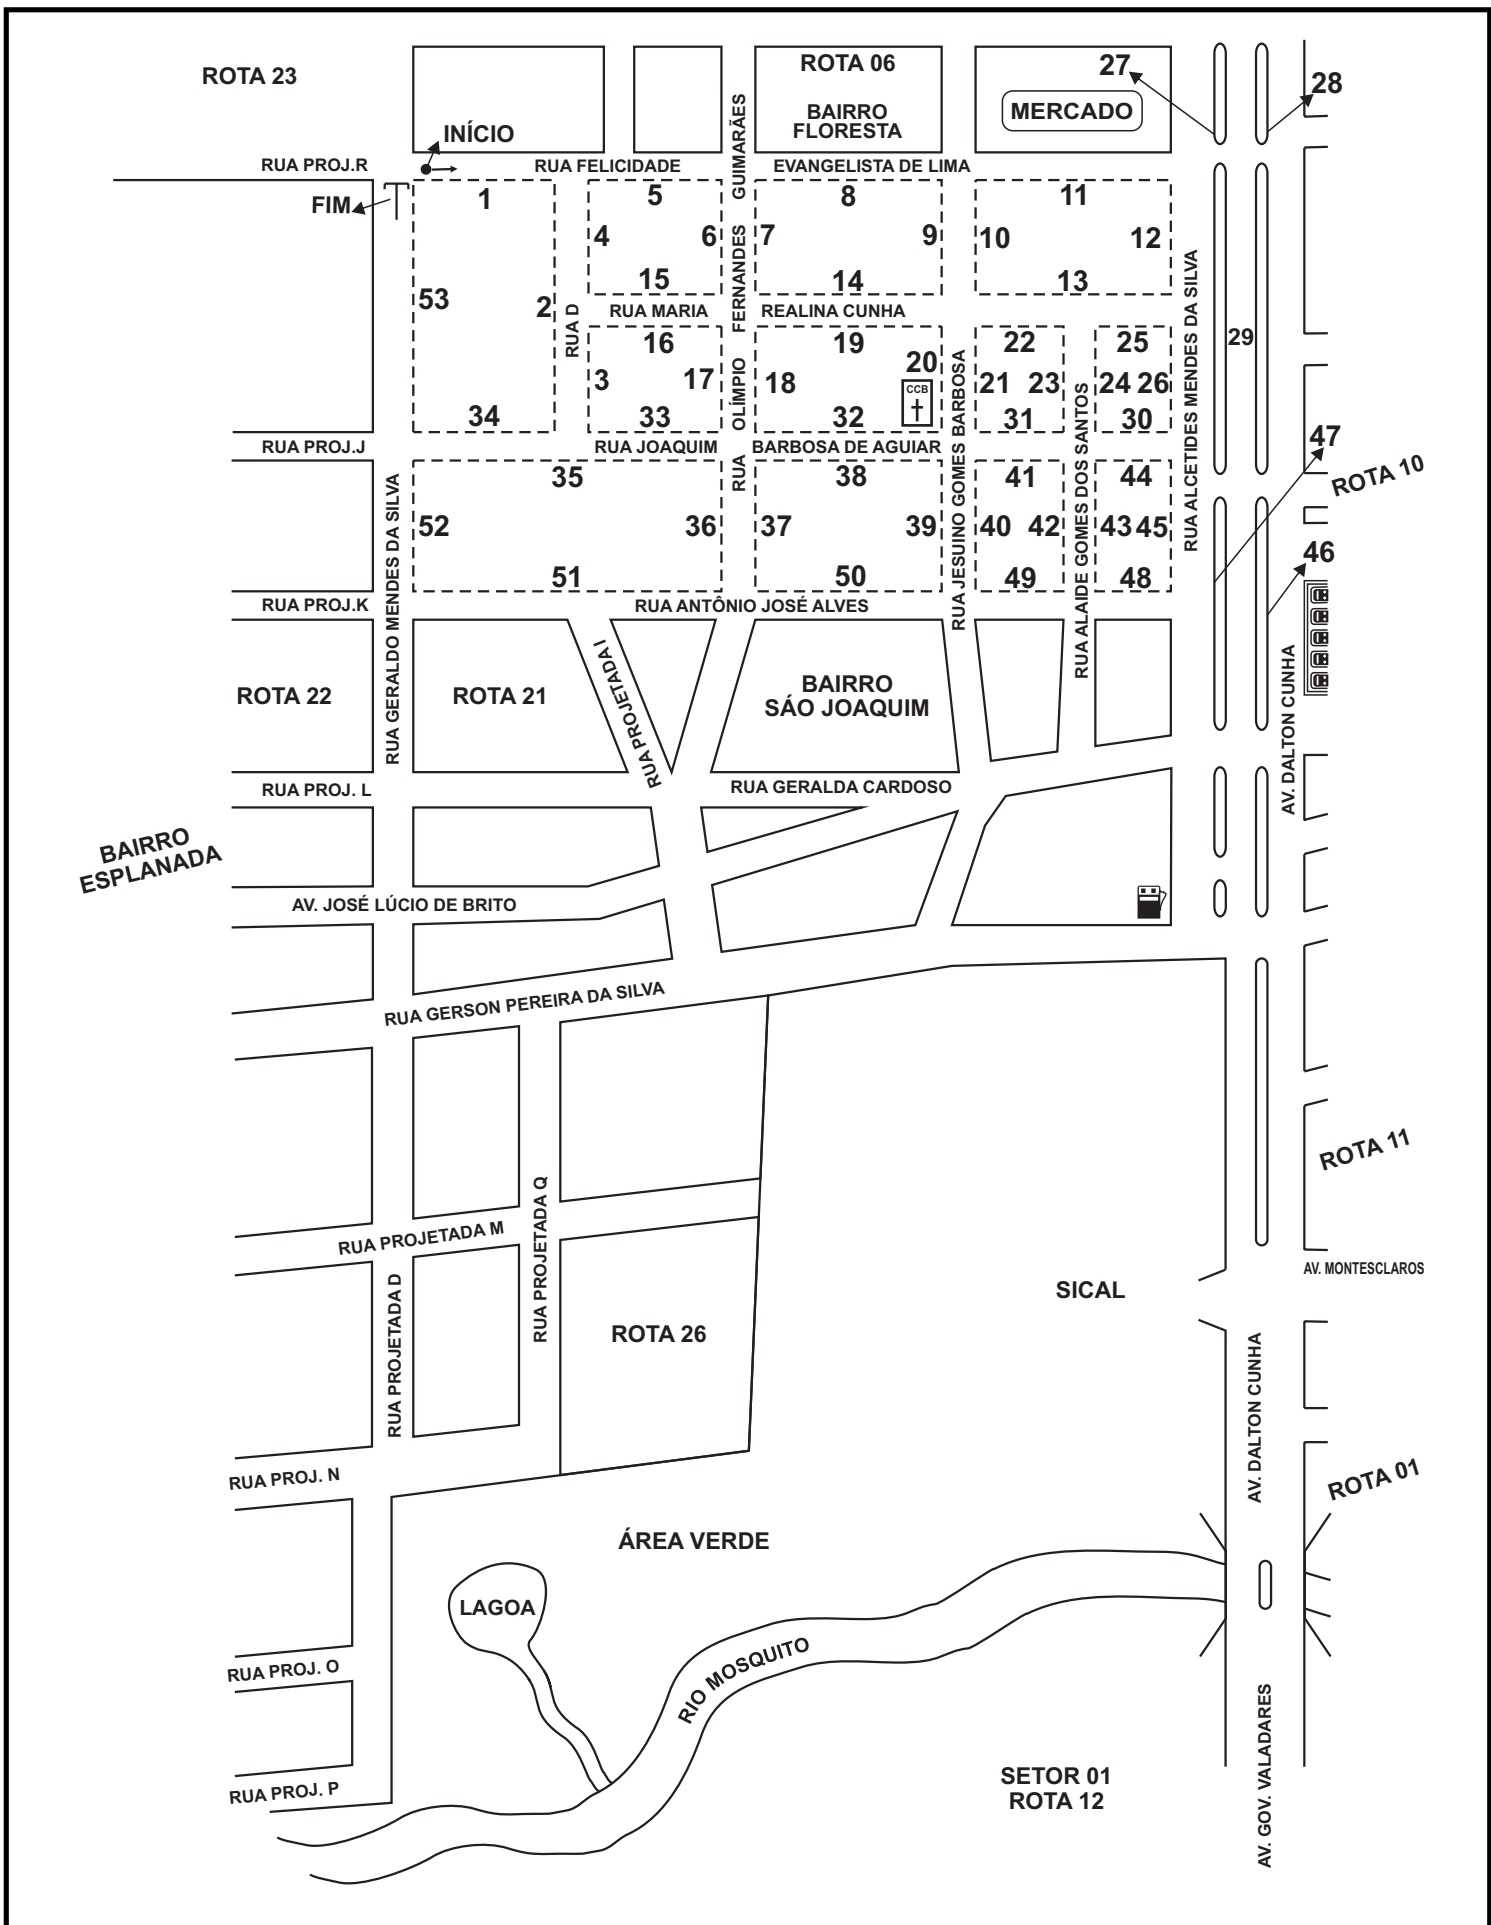 ROTA 23
ROTA 06
BAIRRO
FLORESTA
27
MERCADO
28
INÍCIO
RUA PROJ.R
RUA FELICIDADE
EVANGELISTA DE LIMA
FIM
1
5
8
11
4
6
7
9
10
12
15
14
13
53
2
RUA D
RUA MARIA
REALINA CUNHA
RUA OLÍMPIO FERNANDES GUIMARÃES
RUA ALCETIDES MENDES DA SILVA
29
16
19
20
22
25
3
17
18
CCB
21
23
24
26
34
33
32
31
30
RUA PROJ.J
RUA JOAQUIM
BARBOSA DE AGUIAR
RUA JESUINO GOMES BARBOSA
RUA ALAIDE GOMES DOS SANTOS
47
ROTA 10
RUA GERALDO MENDES DA SILVA
35
38
41
44
52
36
37
39
40
42
43
45
46
51
50
49
48
RUA PROJ.K
RUA ANTÔNIO JOSÉ ALVES
ROTA 22
ROTA 21
RUA PROJETADA I
BAIRRO
SÁO JOAQUIM
AV. DALTON CUNHA
RUA PROJ. L
RUA GERALDA CARDOSO
BAIRRO
ESPLANADA
AV. JOSÉ LÚCIO DE BRITO
RUA GERSON PEREIRA DA SILVA
ROTA 11
RUA PROJETADA M
RUA PROJETADA Q
RUA PROJETADA D
AV. MONTESCLAROS
SICAL
ROTA 26
AV. DALTON CUNHA
RUA PROJ. N
ROTA 01
ÁREA VERDE
LAGOA
RUA PROJ. O
RIO MOSQUITO
RUA PROJ. P
SETOR 01
ROTA 12
AV. GOV. VALADARES